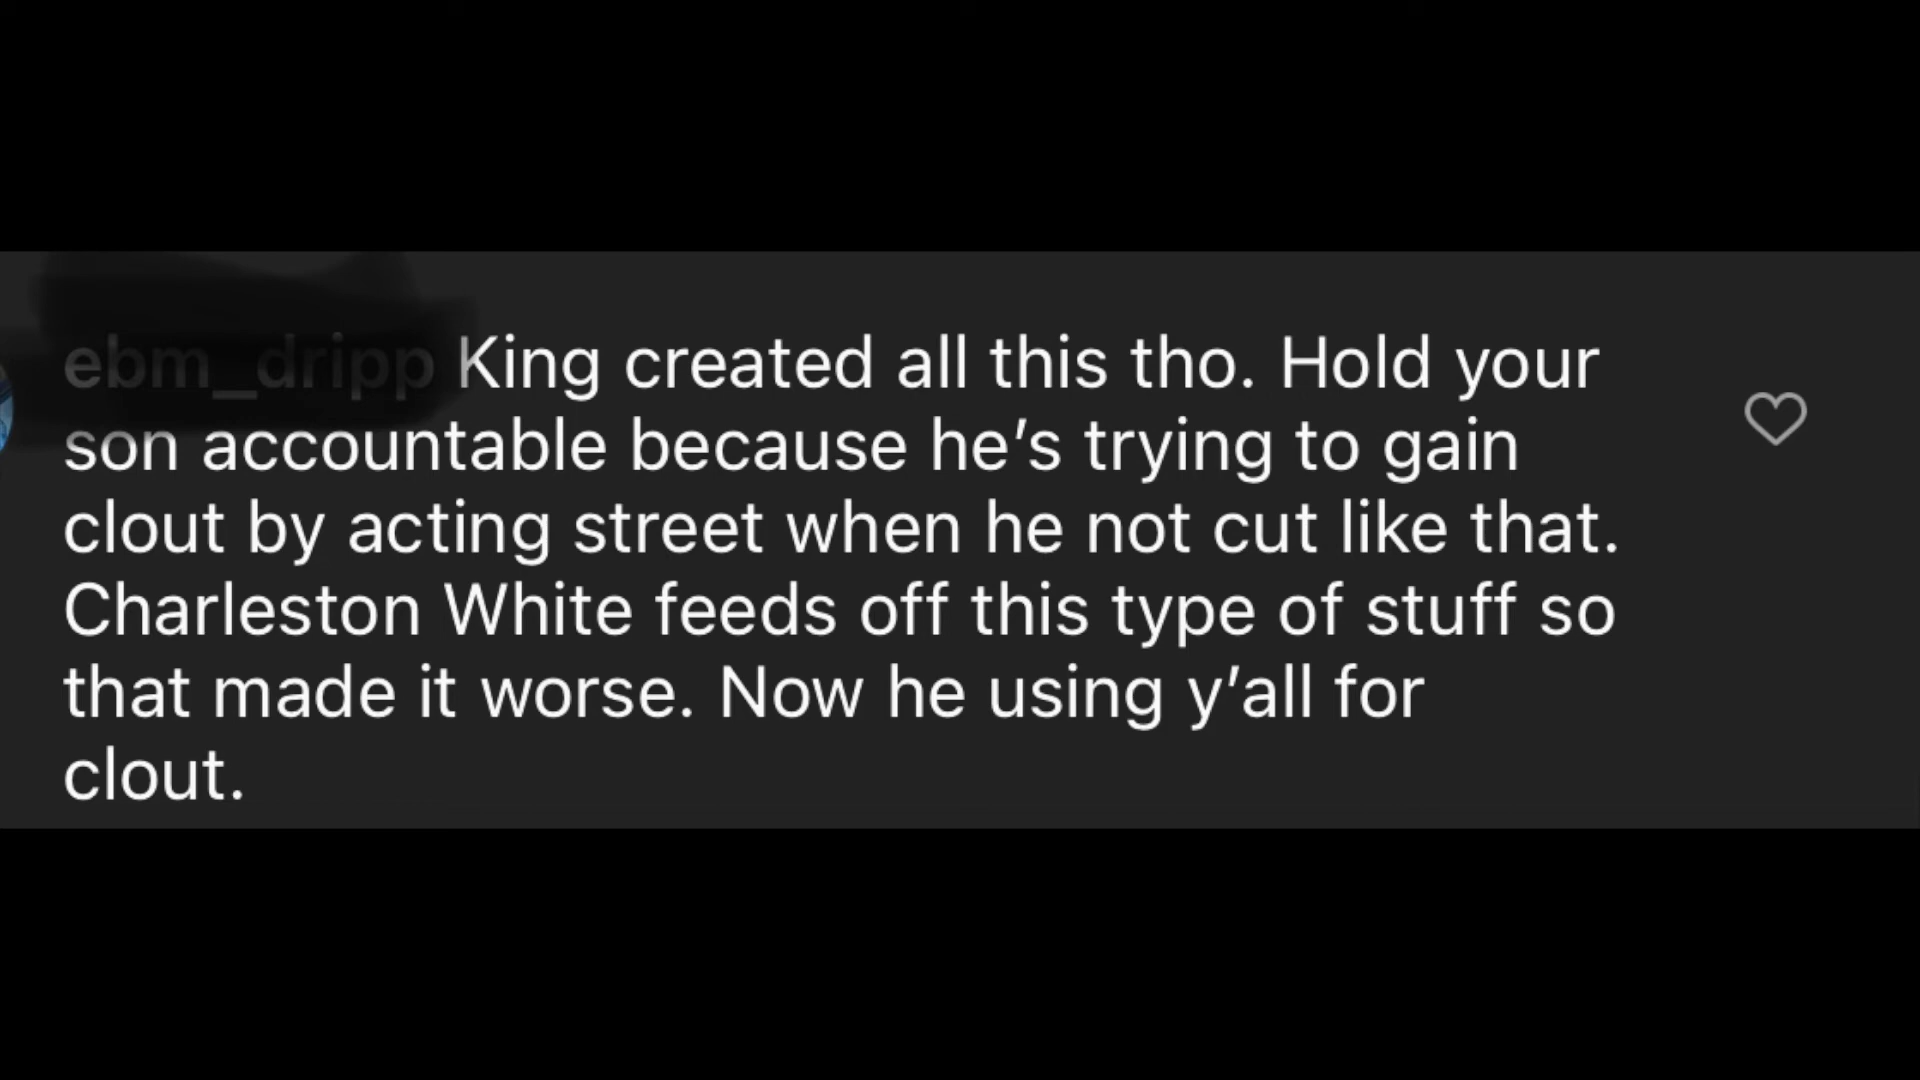 ebm_dripp King created all this tho. Hold your
son accountable because he's trying to gain
clout by acting street when he not cut like that.
Charleston White feeds off this type of stuff so
that made it worse. Now he using y'all for
clout.